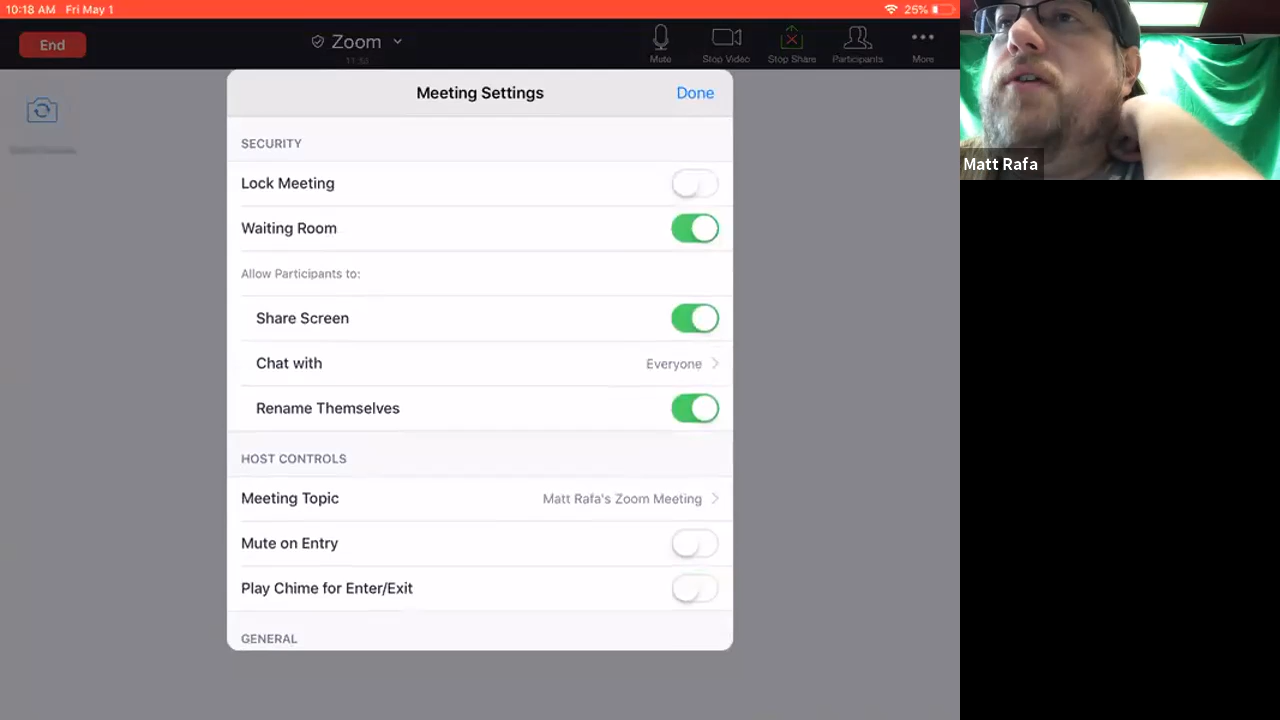 10:18 AM Fri May 1
25%
End
Zoom
Mute
Stop Video
Stop Share
Participants
More
Meeting Settings
Done
SECURITY
Lock Meeting
Waiting Room
Allow Participants to:
Share Screen
Chat with
Everyone
Rename Themselves
HOST CONTROLS
Meeting Topic
Matt Rafa's Zoom Meeting
Mute on Entry
Play Chime for Enter/Exit
GENERAL
Matt Rafa